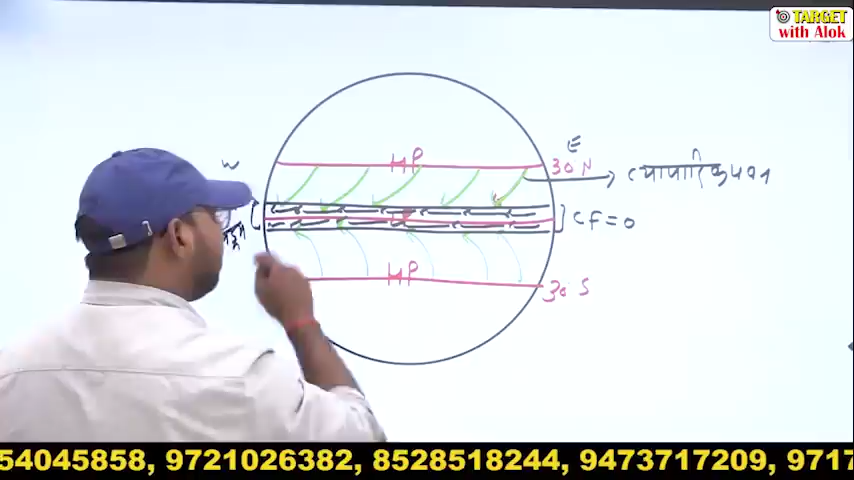 TARGET
with Alok
E
W
HP
30 N
व्यापारिक पवन
CF = 0
HP
30 S
54045858, 9721026382, 8528518244, 9473717209, 9717